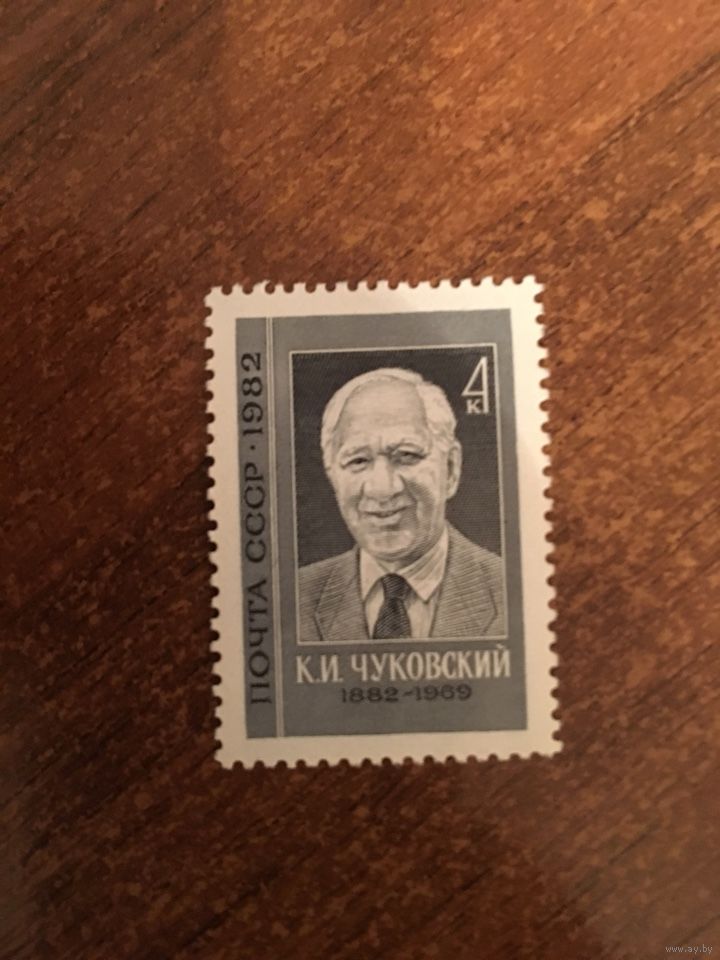 ПОЧТА СССР · 1982
4
к
К.И. ЧУКОВСКИЙ
1882-1969
www.ay.by